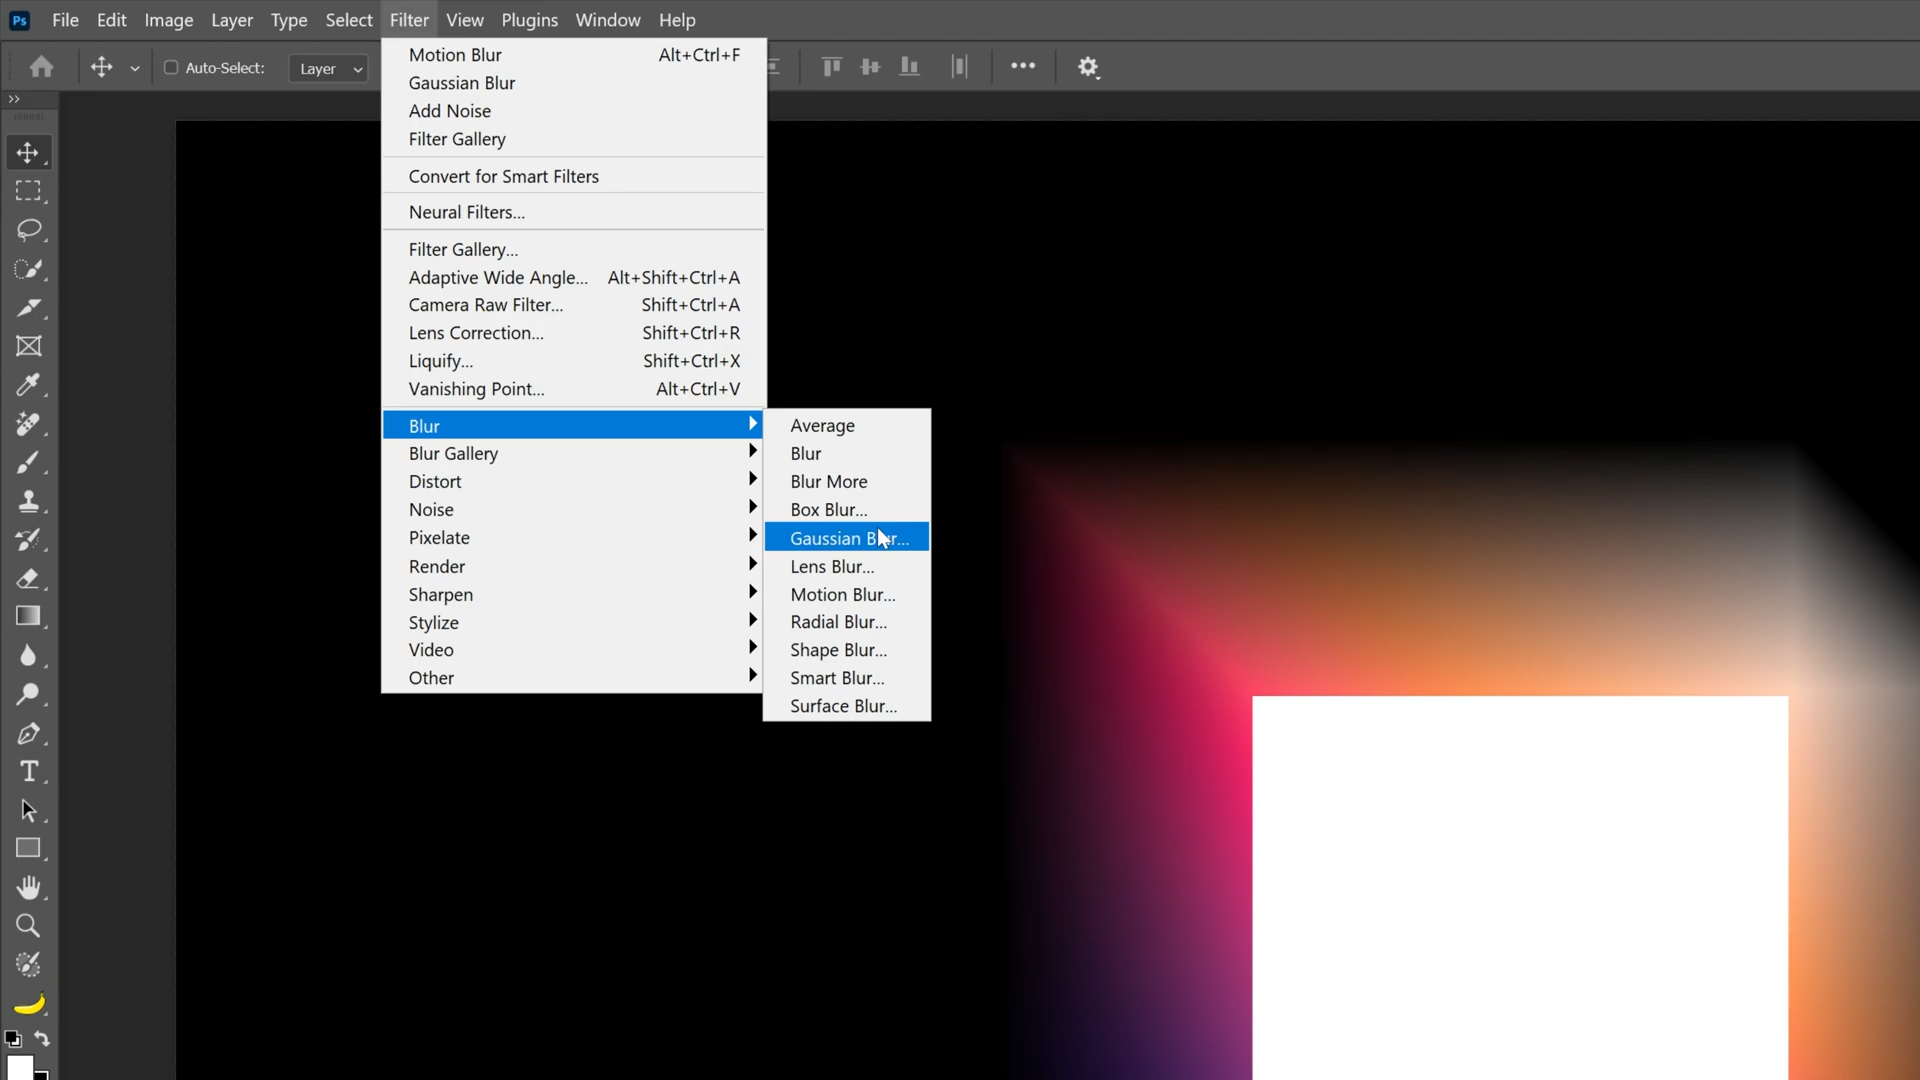 Ps File Edit Image Layer Type Select Filter View Plugins Window Help
Auto-Select: Layer
Motion Blur Alt+Ctrl+F
Gaussian Blur
Add Noise
Filter Gallery
Convert for Smart Filters
Neural Filters...
Filter Gallery...
Adaptive Wide Angle... Alt+Shift+Ctrl+A
Camera Raw Filter... Shift+Ctrl+A
Lens Correction... Shift+Ctrl+R
Liquify... Shift+Ctrl+X
Vanishing Point... Alt+Ctrl+V
Blur
Blur Gallery
Distort
Noise
Pixelate
Render
Sharpen
Stylize
Video
Other
Average
Blur
Blur More
Box Blur...
Gaussian Blur...
Lens Blur...
Motion Blur...
Radial Blur...
Shape Blur...
Smart Blur...
Surface Blur...